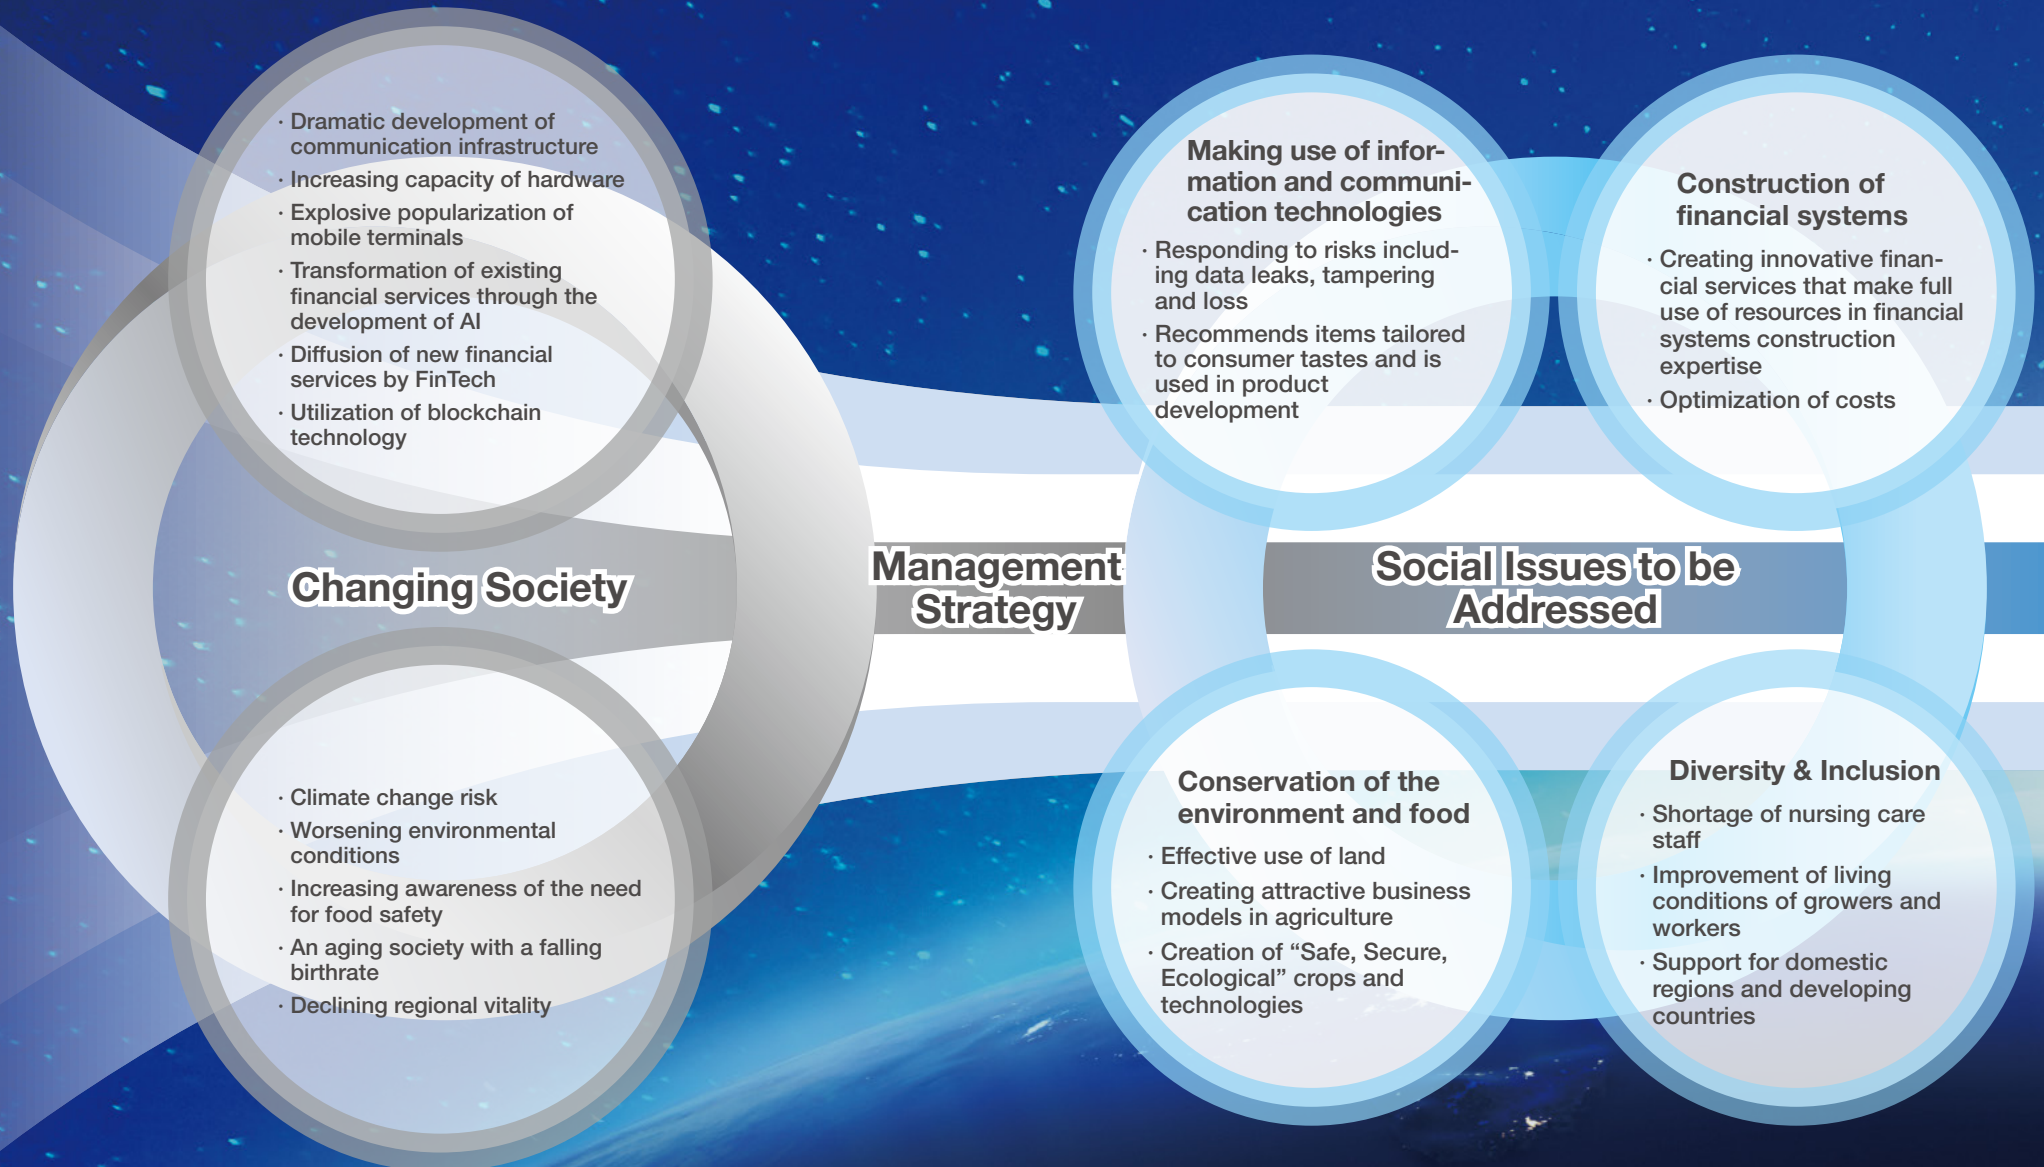 · Dramatic development of
communication infrastructure
· Increasing capacity of hardware
· Explosive popularization of
mobile terminals
· Transformation of existing
financial services through the
development of AI
· Diffusion of new financial
services by FinTech
· Utilization of blockchain
technology
Changing Society
· Climate change risk
· Worsening environmental
conditions
· Increasing awareness of the need
for food safety
· An aging society with a falling
birthrate
· Declining regional vitality
Management
Strategy
Making use of infor-
mation and communi-
cation technologies
· Responding to risks includ-
ing data leaks, tampering
and loss
· Recommends items tailored
to consumer tastes and is
used in product
development
Construction of
financial systems
· Creating innovative finan-
cial services that make full
use of resources in financial
systems construction
expertise
· Optimization of costs
Social Issues to be
Addressed
Conservation of the
environment and food
· Effective use of land
· Creating attractive business
models in agriculture
· Creation of “Safe, Secure,
Ecological” crops and
technologies
Diversity & Inclusion
· Shortage of nursing care
staff
· Improvement of living
conditions of growers and
workers
· Support for domestic
regions and developing
countries